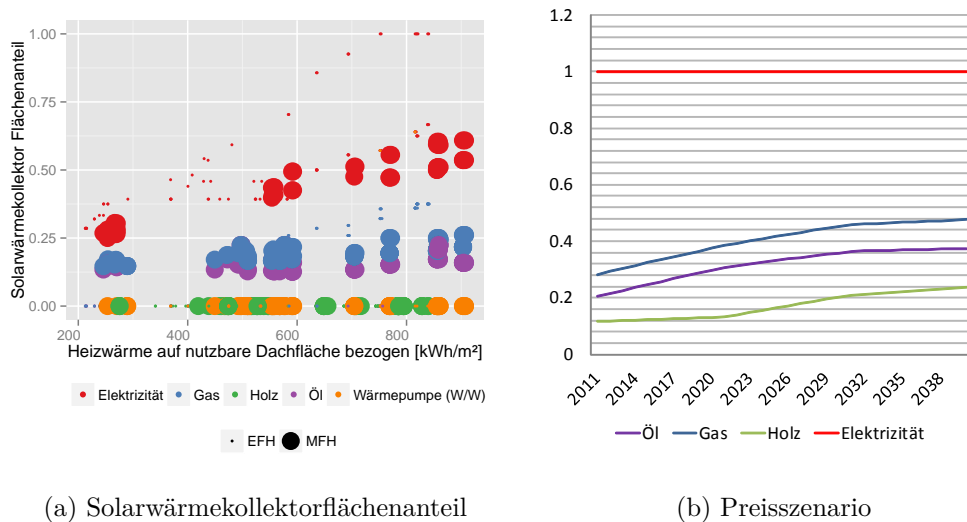 Solarwärmekollektor Flächenanteil
1.00
0.75
0.50
0.25
0.00
200
400
600
800
Heizwärme auf nutzbare Dachfläche bezogen [kWh/m²]
Elektrizität
Gas
Holz
Öl
Wärmepumpe (W/W)
EFH
MFH
(a) Solarwärmekollektorflächenanteil
1.2
1
0.8
0.6
0.4
0.2
0
2011
2014
2017
2020
2023
2026
2029
2032
2035
2038
Öl
Gas
Holz
Elektrizität
(b) Preisszenario